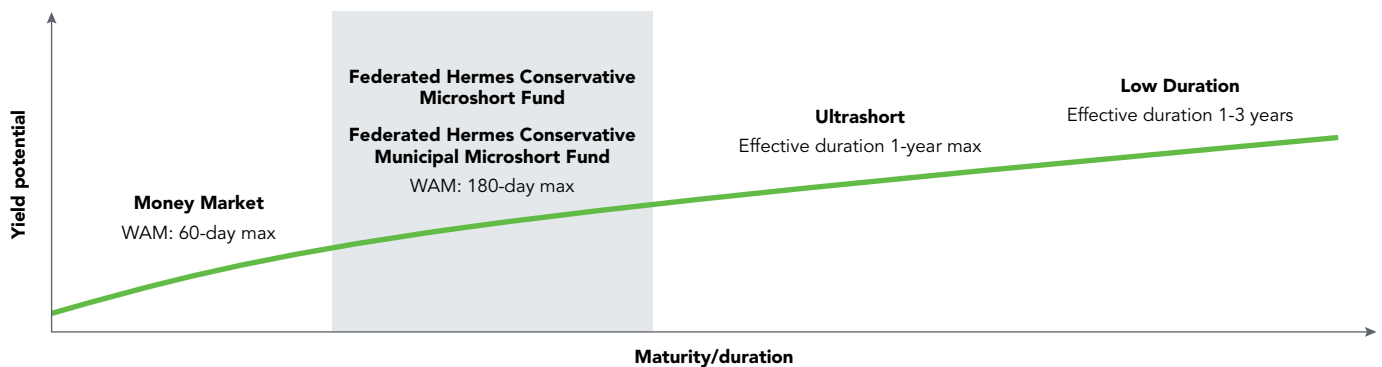 Yield potential
Money Market
WAM: 60-day max
Federated Hermes Conservative
Microshort Fund
Federated Hermes Conservative
Municipal Microshort Fund
WAM: 180-day max
Ultrashort
Effective duration 1-year max
Low Duration
Effective duration 1-3 years
Maturity/duration